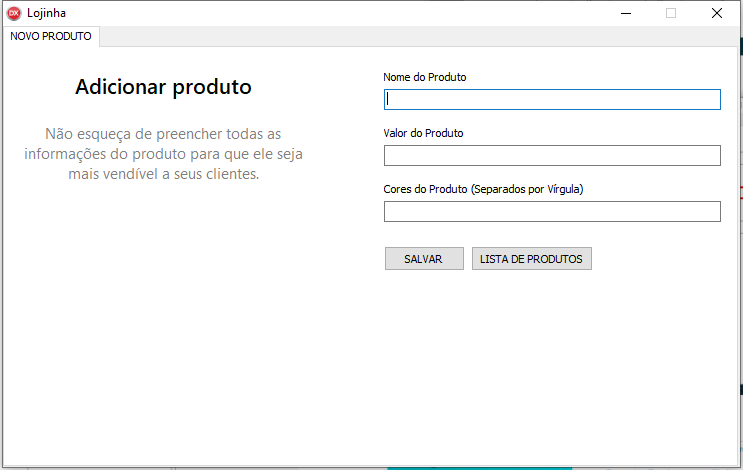 DX Lojinha
NOVO PRODUTO
Adicionar produto
Não esqueça de preencher todas as
informações do produto para que ele seja
mais vendível a seus clientes.
Nome do Produto
Valor do Produto
Cores do Produto (Separados por Vírgula)
SALVAR LISTA DE PRODUTOS